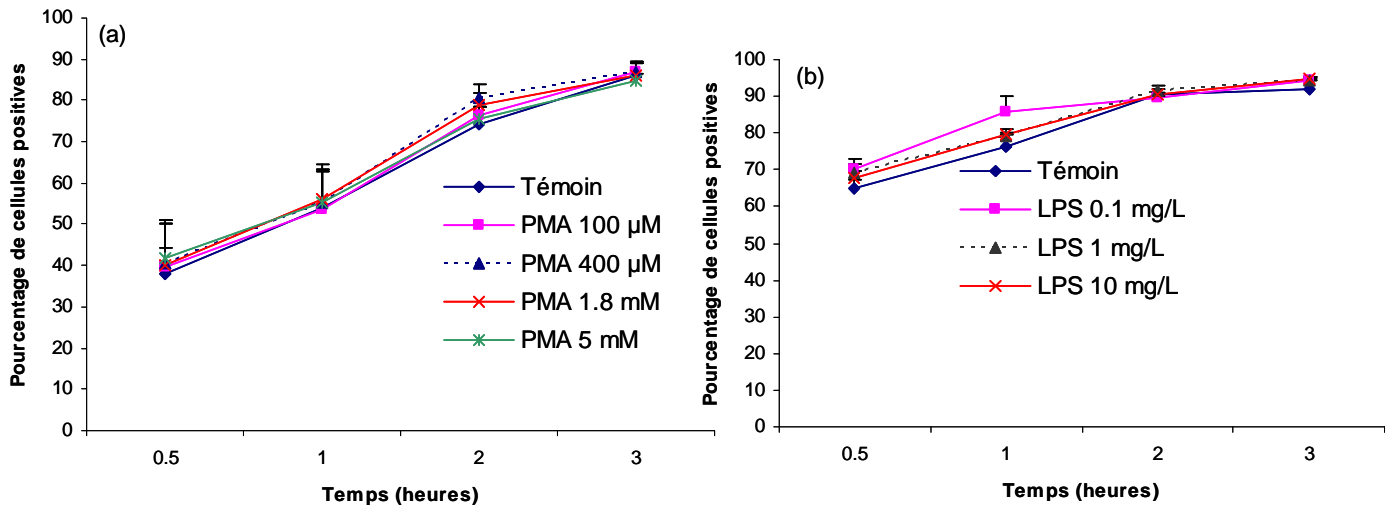 (a)
Pourcentage de cellules positives
100
90
80
70
60
50
40
30
20
10
0
0.5 1 2 3
Temps (heures)
Témoin
PMA 100 µM
PMA 400 µM
PMA 1.8 mM
PMA 5 mM
(b)
Pourcentage de cellules positives
100
90
80
70
60
50
40
30
20
10
0
0.5 1 2 3
Temps (heures)
Témoin
LPS 0.1 mg/L
LPS 1 mg/L
LPS 10 mg/L